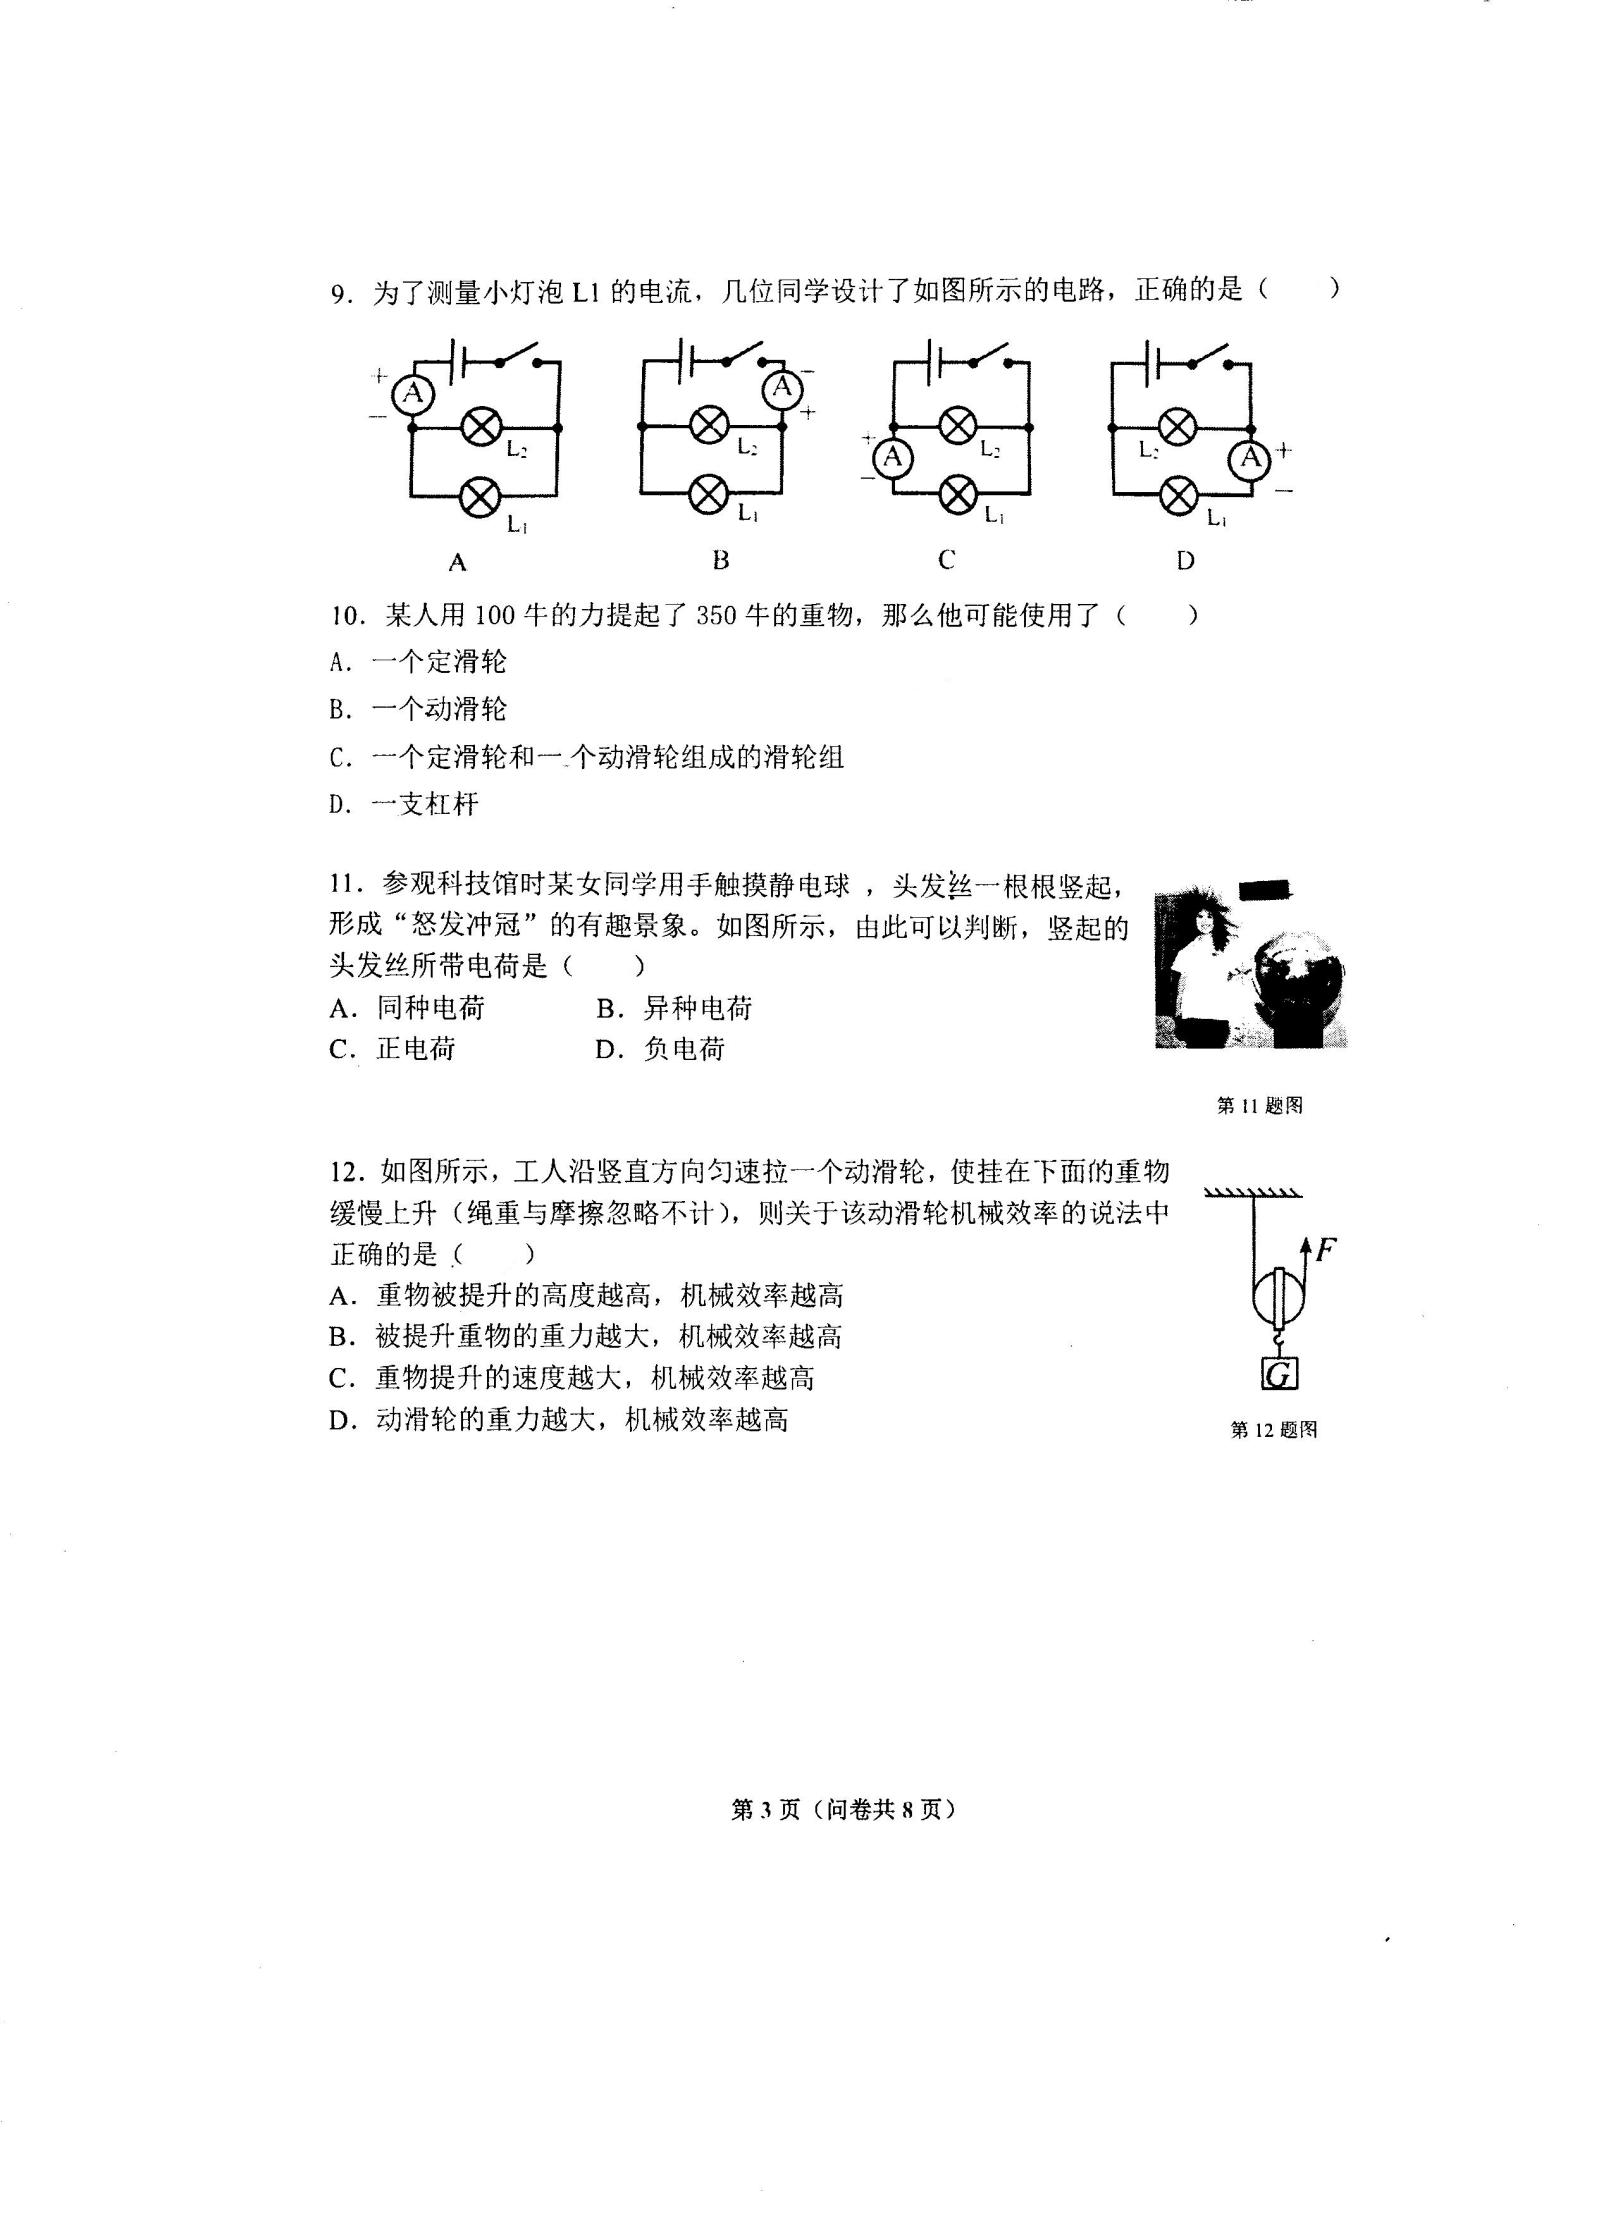 9．为了测量小灯泡 L1 的电流，几位同学设计了如图所示的电路，正确的是（　　）
+ A − L2 L1
A − + L2 L1
+ A − L2 L1
A + − L2 L1
A B C D
10．某人用 100 牛的力提起了 350 牛的重物，那么他可能使用了（　　）
A．一个定滑轮
B．一个动滑轮
C．一个定滑轮和一个动滑轮组成的滑轮组
D．一支杠杆
11．参观科技馆时某女同学用手触摸静电球 ，头发丝一根根竖起，
形成“怒发冲冠”的有趣景象。如图所示，由此可以判断，竖起的
头发丝所带电荷是（　　）
A．同种电荷 B．异种电荷
C．正电荷 D．负电荷
第 11 题图
12．如图所示，工人沿竖直方向匀速拉一个动滑轮，使挂在下面的重物
缓慢上升（绳重与摩擦忽略不计），则关于该动滑轮机械效率的说法中
正确的是（　　）
A．重物被提升的高度越高，机械效率越高
B．被提升重物的重力越大，机械效率越高
C．重物提升的速度越大，机械效率越高
D．动滑轮的重力越大，机械效率越高
F
G
第 12 题图
第 3 页（问卷共 8 页）